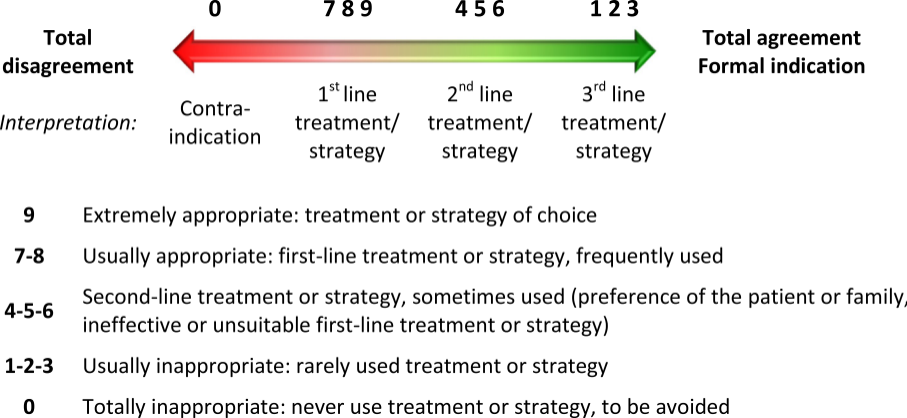 0 7 8 9 4 5 6 1 2 3
Total disagreement
Total agreement
Formal indication
Interpretation:
Contra-
indication
1st line
treatment/
strategy
2nd line
treatment/
strategy
3rd line
treatment/
strategy
9 Extremely appropriate: treatment or strategy of choice
7-8 Usually appropriate: first-line treatment or strategy, frequently used
4-5-6 Second-line treatment or strategy, sometimes used (preference of the patient or family,
ineffective or unsuitable first-line treatment or strategy)
1-2-3 Usually inappropriate: rarely used treatment or strategy
0 Totally inappropriate: never use treatment or strategy, to be avoided